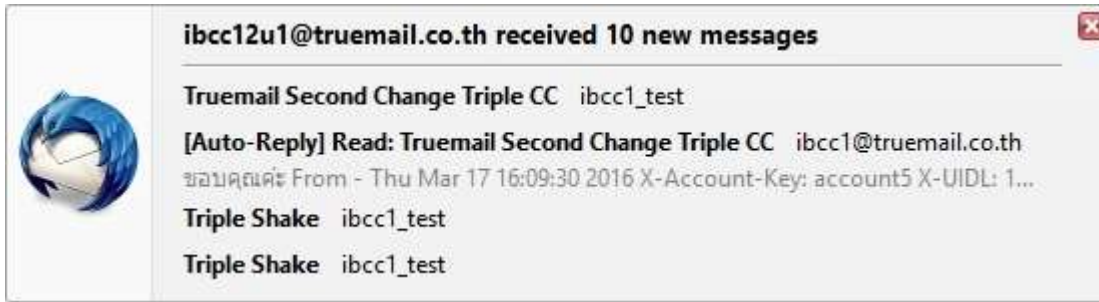 ibcc12u1@truemail.co.th received 10 new messages
Truemail Second Change Triple CC ibcc1_test
[Auto-Reply] Read: Truemail Second Change Triple CC ibcc1@truemail.co.th
ขอบคุณค่ะ From - Thu Mar 17 16:09:30 2016 X-Account-Key: account5 X-UIDL: 1...
Triple Shake ibcc1_test
Triple Shake ibcc1_test